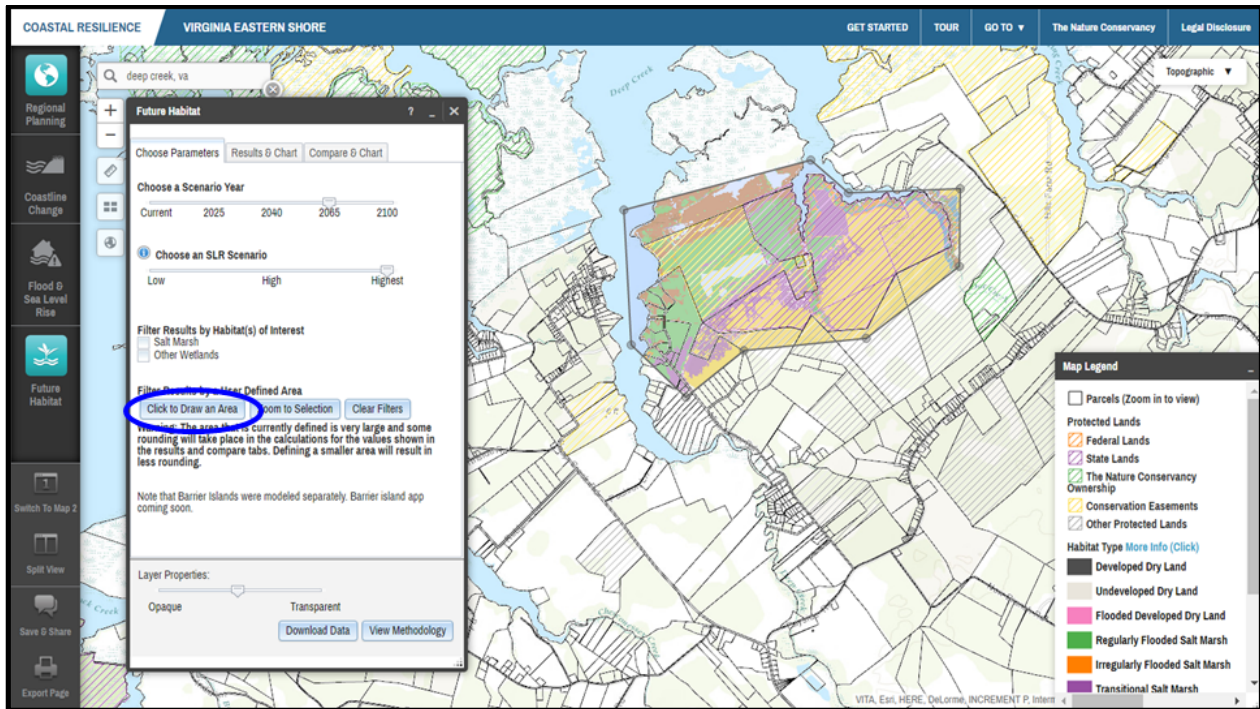 COASTAL RESILIENCE
VIRGINIA EASTERN SHORE
GET STARTED
TOUR
GO TO ▼
The Nature Conservancy
Legal Disclosure
Regional
Planning
Coastline
Change
Flood &
Sea Level
Rise
Future
Habitat
1
Switch To Map 2
Split View
Save & Share
Export Page
deep creek, va
Topographic ▼
Future Habitat
? _ X
Choose Parameters
Results & Chart
Compare & Chart
Choose a Scenario Year
Current 2025 2040 2065 2100
Choose an SLR Scenario
Low High Highest
Filter Results by Habitat(s) of Interest
Salt Marsh
Other Wetlands
Filter Results by a User Defined Area
Click to Draw an Area
to Selection
Clear Filters
Warning: The area that is currently defined is very large and some
rounding will take place in the calculations for the values shown in
the results and compare tabs. Defining a smaller area will result in
less rounding.
Note that Barrier Islands were modeled separately. Barrier island app
coming soon.
Layer Properties:
Opaque Transparent
Download Data
View Methodology
Deep Creek
Deep Creek
Map Legend
Parcels (Zoom in
to view)
Protected Lands
Federal Lands
State Lands
The Nature Conservancy
Ownership
Conservation Easements
Other Protected Lands
Habitat Type More Info (Click)
Developed Dry
Land
Undeveloped Dry
Land
Flooded Developed Dry Land
Regularly Flooded Salt Marsh
Irregularly Flooded Salt Marsh
Transitional Salt Marsh
VITA, Esri, HERE, DeLorme, INCREMENT P, Interm